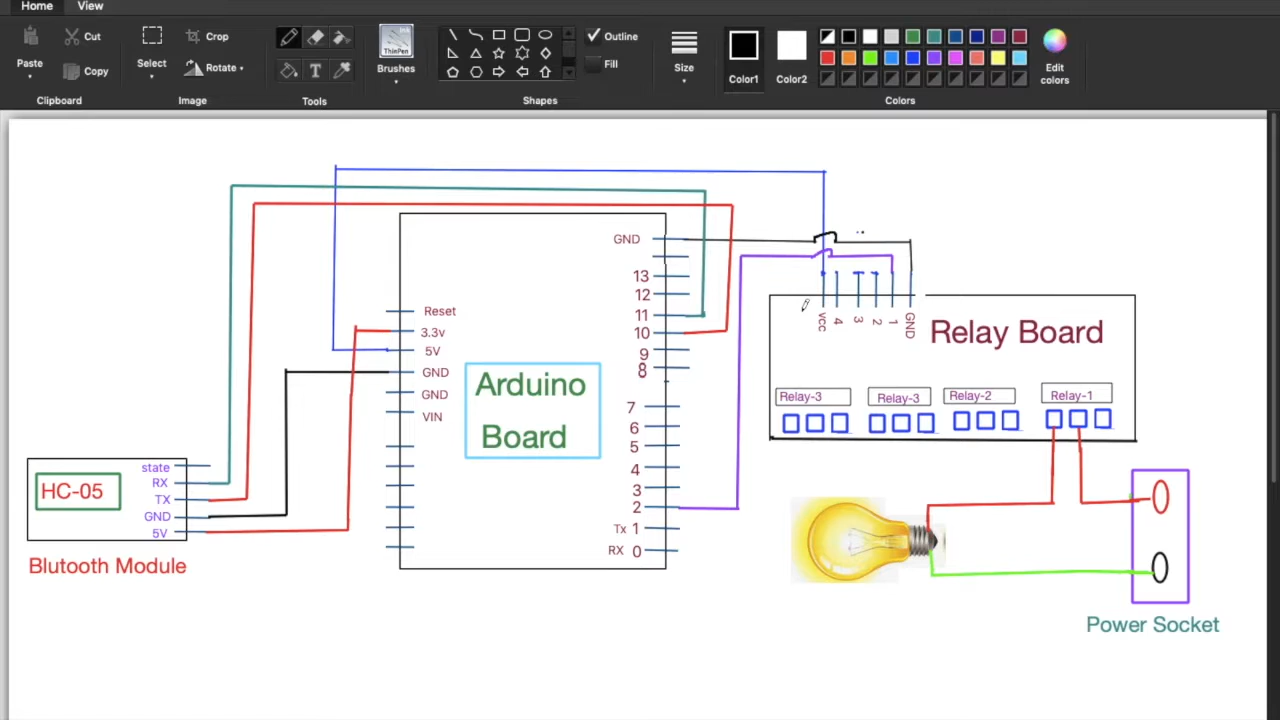 Home View
Paste
Cut
Copy
Clipboard
Select
Crop
Rotate
Image
Tools
ThinPen
Brushes
Shapes
Outline
Fill
Size
Color1
Color2
Colors
Edit
colors
GND
13
12
11
10
9
8
7
6
5
4
3
2
Tx 1
RX 0
Reset
3.3v
5V
GND
GND
VIN
Arduino
Board
state
RX
TX
GND
5V
HC-05
Blutooth Module
vcc
4
3
2
1
GND
Relay Board
Relay-3
Relay-3
Relay-2
Relay-1
Power Socket